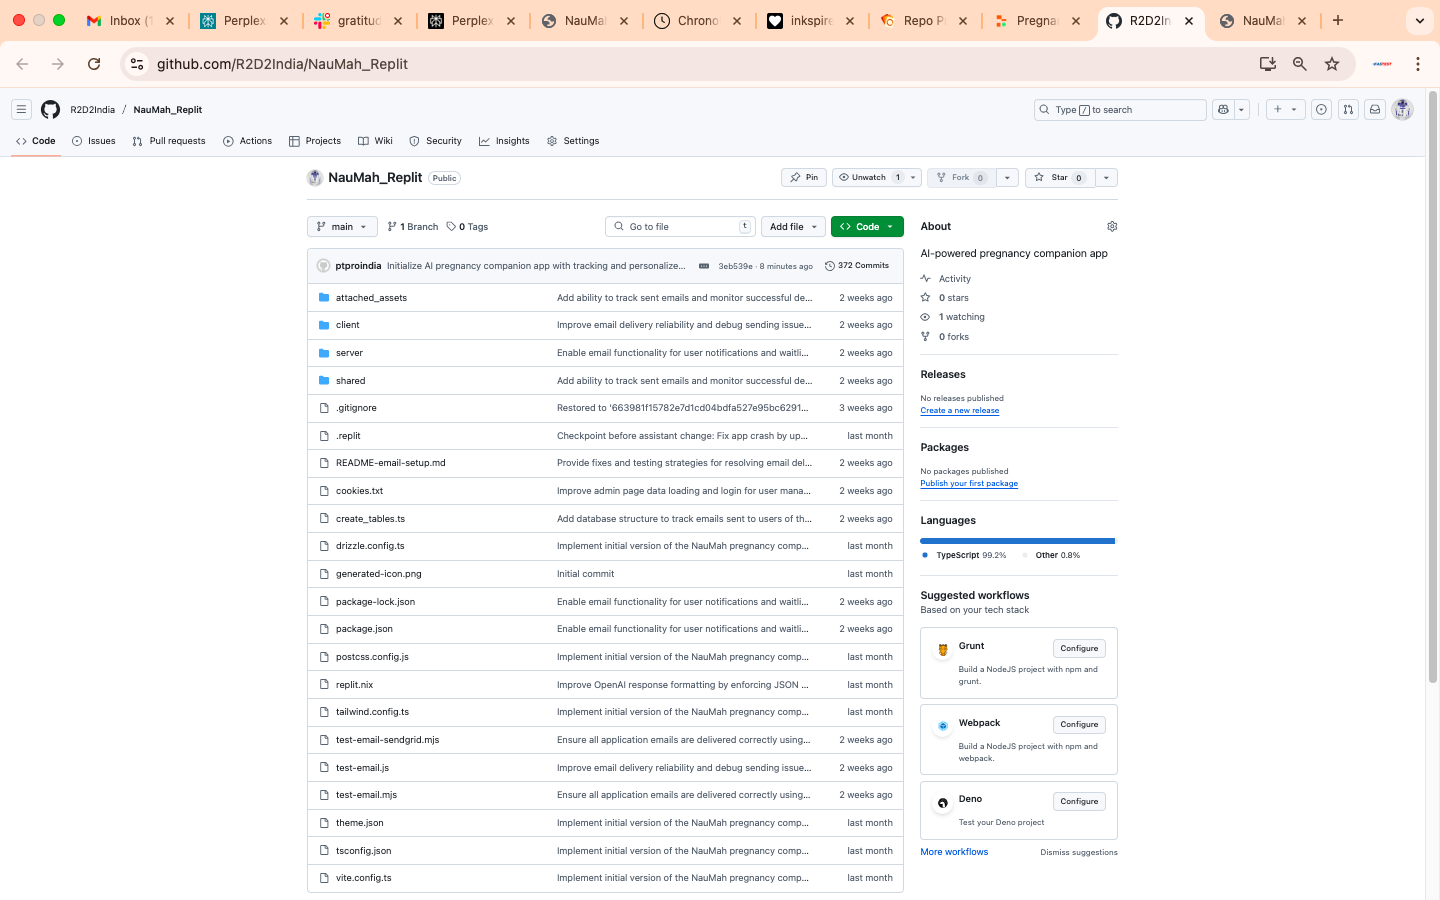 Inbox (1
Perplex
gratitud
Perplex
NauMah
Chrono
inkspire
Repo P
Pregnan
R2D2In
NauMah
github.com/R2D2India/NauMah_Replit
R2D2India / NauMah_Replit
Type / to search
Code
Issues
Pull requests
Actions
Projects
Wiki
Security
Insights
Settings
NauMah_Replit Public
Pin
Unwatch 1
Fork 0
Star 0
main
1 Branch
0 Tags
Go to file t
Add file
Code
ptproindia Initialize AI pregnancy companion app with tracking and personalize... 3eb539e · 8 minutes ago 372 Commits
attached_assets Add ability to track sent emails and monitor successful de... 2 weeks ago
client Improve email delivery reliability and debug sending issue... 2 weeks ago
server Enable email functionality for user notifications and waitli... 2 weeks ago
shared Add ability to track sent emails and monitor successful de... 2 weeks ago
.gitignore Restored to '663981f15782e7d1cd04bdfa527e95bc6291... 3 weeks ago
.replit Checkpoint before assistant change: Fix app crash by up... last month
README-email-setup.md Provide fixes and testing strategies for resolving email del... 2 weeks ago
cookies.txt Improve admin page data loading and login for user mana... 2 weeks ago
create_tables.ts Add database structure to track emails sent to users of th... 2 weeks ago
drizzle.config.ts Implement initial version of the NauMah pregnancy comp... last month
generated-icon.png Initial commit last month
package-lock.json Enable email functionality for user notifications and waitli... 2 weeks ago
package.json Enable email functionality for user notifications and waitli... 2 weeks ago
postcss.config.js Implement initial version of the NauMah pregnancy comp... last month
replit.nix Improve OpenAI response formatting by enforcing JSON ... last month
tailwind.config.ts Implement initial version of the NauMah pregnancy comp... last month
test-email-sendgrid.mjs Ensure all application emails are delivered correctly using... 2 weeks ago
test-email.js Improve email delivery reliability and debug sending issue... 2 weeks ago
test-email.mjs Ensure all application emails are delivered correctly using... 2 weeks ago
theme.json Implement initial version of the NauMah pregnancy comp... last month
tsconfig.json Implement initial version of the NauMah pregnancy comp... last month
vite.config.ts Implement initial version of the NauMah pregnancy comp... last month
About
AI-powered pregnancy companion app
Activity
0 stars
1 watching
0 forks
Releases
No releases published
Create a new release
Packages
No packages published
Publish your first package
Languages
TypeScript 99.2%
Other 0.8%
Suggested workflows
Based on your tech stack
Grunt
Configure
Build a NodeJS project with npm and
grunt.
Webpack
Configure
Build a NodeJS project with npm and
webpack.
Deno
Configure
Test your Deno project
More workflows
Dismiss suggestions